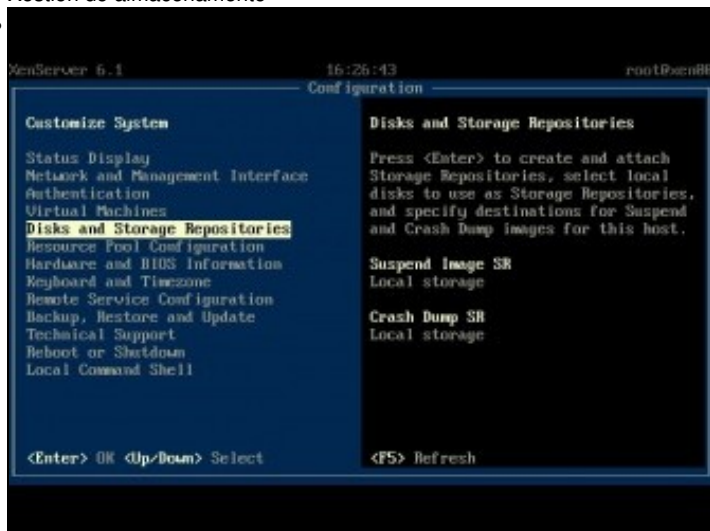 XenServer 6.1 16:26:43
Configuration
Customize System
Status Display
Network and Management Interface
Authentication
Virtual Machines
Disks and Storage Repositories
Resource Pool Configuration
Hardware and BIOS Information
Keyboard and Timezone
Remote Service Configuration
Backup, Restore and Update
Technical Support
Reboot or Shutdown
Local Command Shell
<Enter> OK <Up/Down> Select
Disks and Storage Repositories
Press <Enter> to create and attach
Storage Repositories, select local
disks to use as Storage Repositories,
and specify destinations for Suspend
and Crash Dump images for this host.
Suspend Image SR
Local storage
Crash Dump SR
Local storage
<F5> Refresh